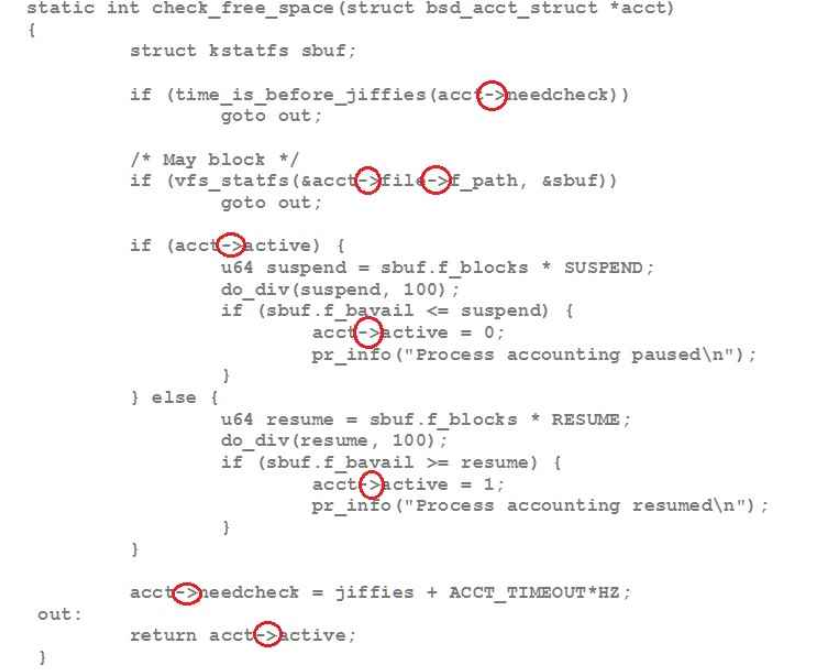 static int check_free_space(struct bsd_acct_struct *acct)
{
struct kstatfs sbuf;
if (time_is_before_jiffies(acct->needcheck))
goto out;
/* May block */
if (vfs_statfs(&acct->file->f_path, &sbuf))
goto out;
if (acct->active) {
u64 suspend = sbuf.f_blocks * SUSPEND;
do_div(suspend, 100);
if (sbuf.f_bavail <= suspend) {
acct->active = 0;
pr_info("Process accounting paused\n");
}
} else {
u64 resume = sbuf.f_blocks * RESUME;
do_div(resume, 100);
if (sbuf.f_bavail >= resume) {
acct->active = 1;
pr_info("Process accounting resumed\n");
}
}
acct->needcheck = jiffies + ACCT_TIMEOUT*HZ;
out:
return acct->active;
}